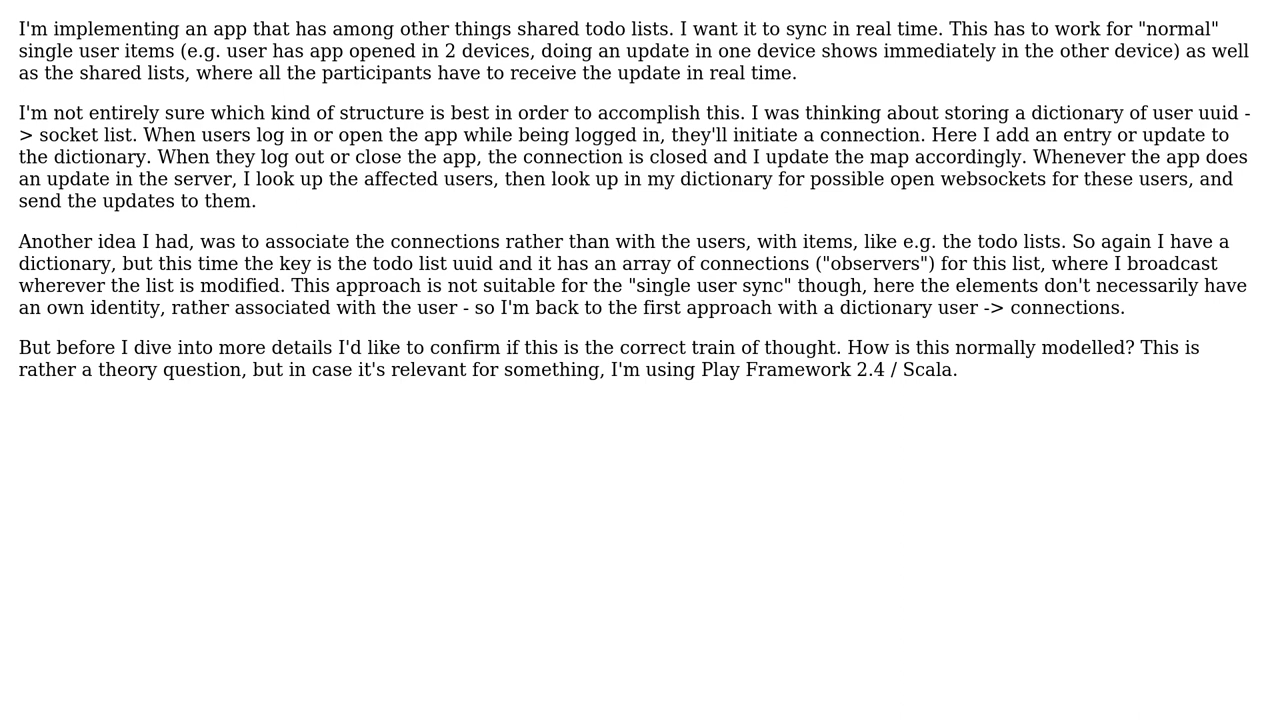 I'm implementing an app that has among other things shared todo lists. I want it to sync in real time. This has to work for "normal"
single user items (e.g. user has app opened in 2 devices, doing an update in one device shows immediately in the other device) as well
as the shared lists, where all the participants have to receive the update in real time.
I'm not entirely sure which kind of structure is best in order to accomplish this. I was thinking about storing a dictionary of user uuid -
> socket list. When users log in or open the app while being logged in, they'll initiate a connection. Here I add an entry or update to
the dictionary. When they log out or close the app, the connection is closed and I update the map accordingly. Whenever the app does
an update in the server, I look up the affected users, then look up in my dictionary for possible open websockets for these users, and
send the updates to them.
Another idea I had, was to associate the connections rather than with the users, with items, like e.g. the todo lists. So again I have a
dictionary, but this time the key is the todo list uuid and it has an array of connections ("observers") for this list, where I broadcast
wherever the list is modified. This approach is not suitable for the "single user sync" though, here the elements don't necessarily have
an own identity, rather associated with the user - so I'm back to the first approach with a dictionary user -> connections.
But before I dive into more details I'd like to confirm if this is the correct train of thought. How is this normally modelled? This is
rather a theory question, but in case it's relevant for something, I'm using Play Framework 2.4 / Scala.